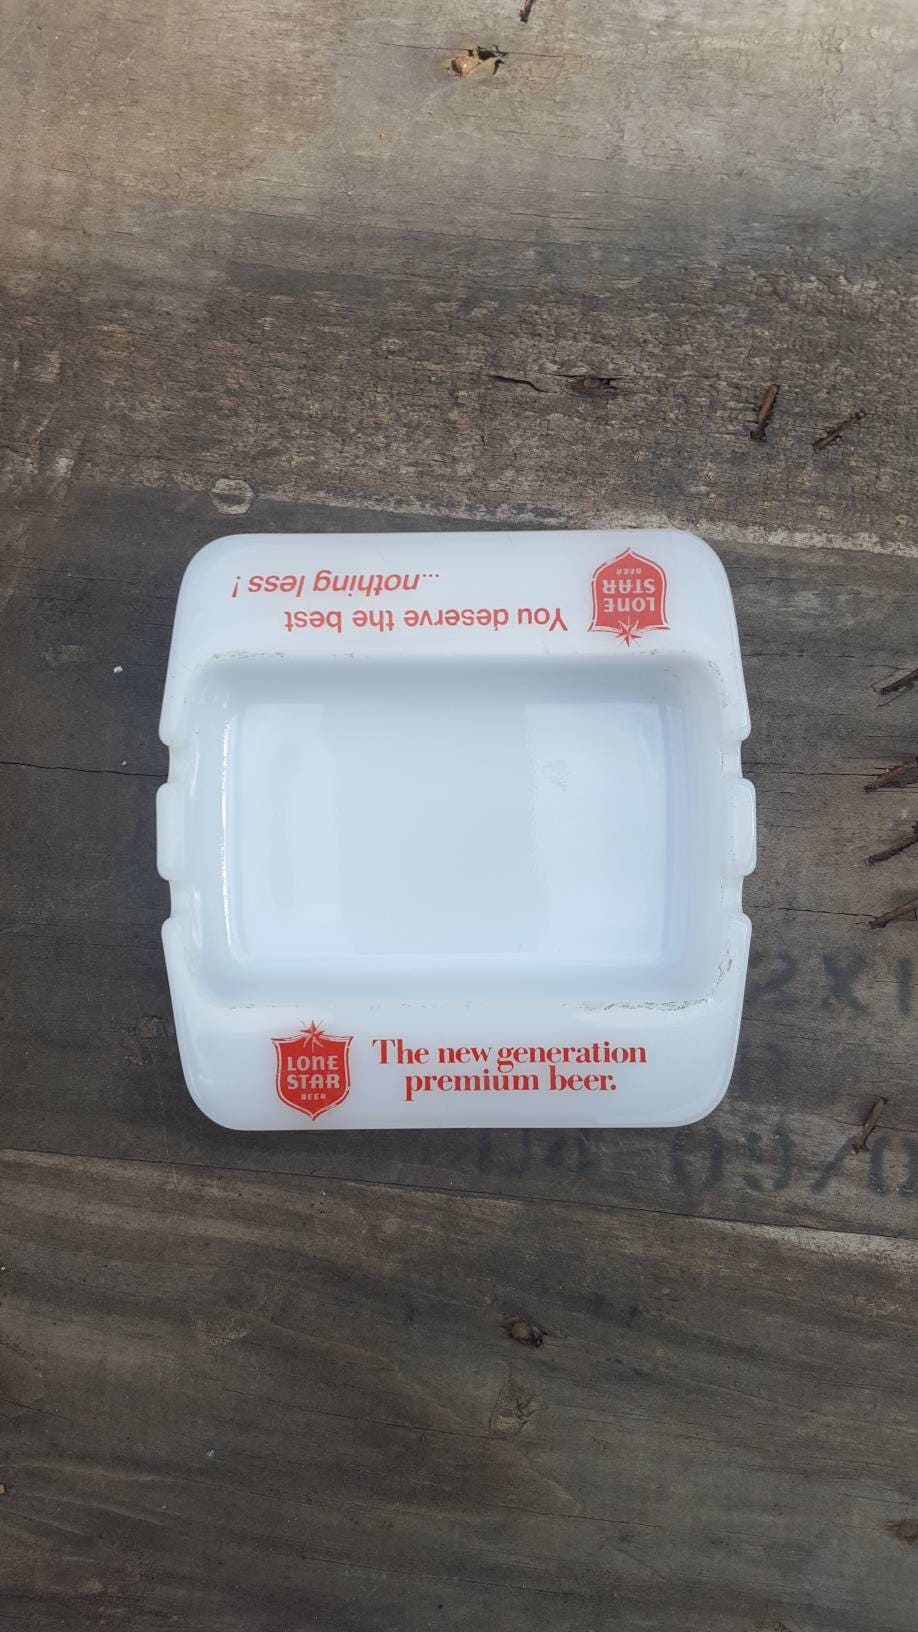 You deserve the best
...nothing less!
LONE
STAR
BEER
LONE
STAR
BEER
The new generation
premium beer.